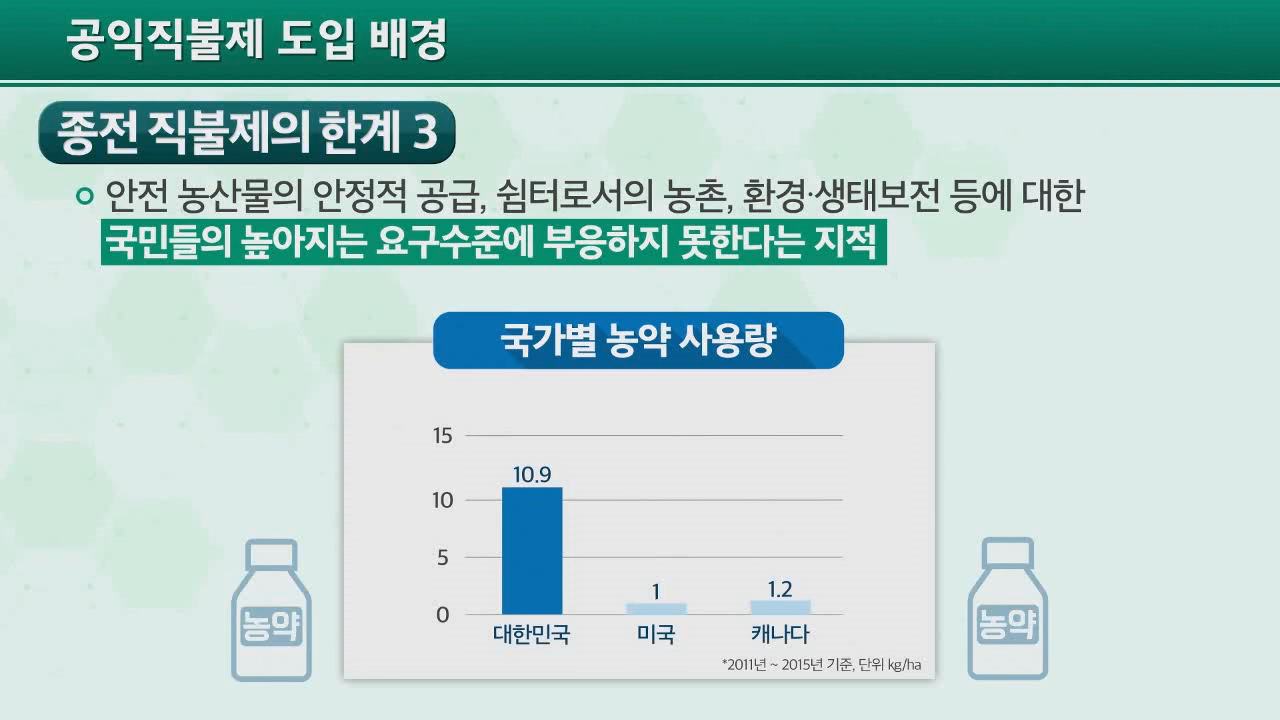 공익직불제 도입 배경
종전 직불제의 한계 3
안전 농산물의 안정적 공급, 쉼터로서의 농촌, 환경·생태보전 등에 대한
국민들의 높아지는 요구수준에 부응하지 못한다는 지적
국가별 농약 사용량
15
10.9
10
5
1
1.2
0
대한민국
미국
캐나다
*2011년 ~ 2015년 기준, 단위 kg/ha
농약
농약